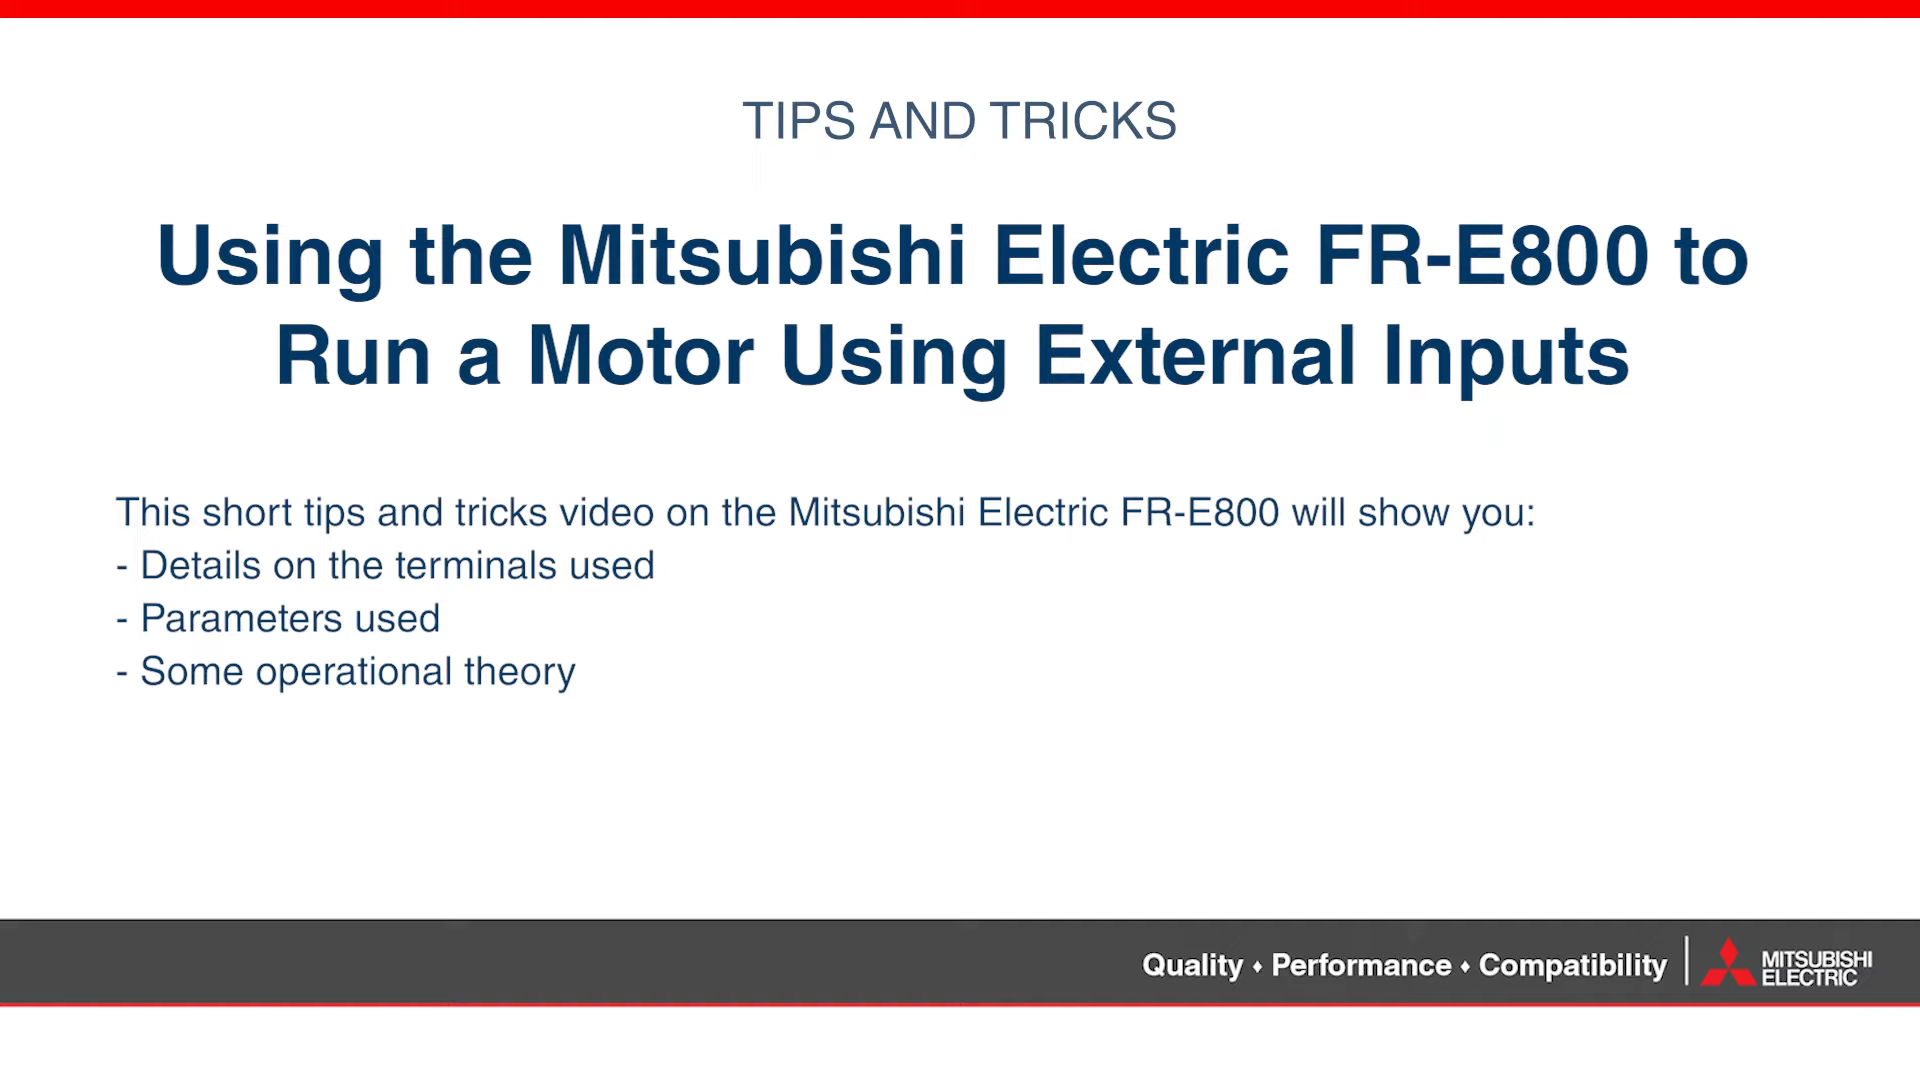 TIPS AND TRICKS
Using the Mitsubishi Electric FR-E800 to
Run a Motor Using External Inputs
This short tips and tricks video on the Mitsubishi Electric FR-E800 will show you:
- Details on the terminals used
- Parameters used
- Some operational theory
Quality ♦ Performance ♦ Compatibility
MITSUBISHI
ELECTRIC